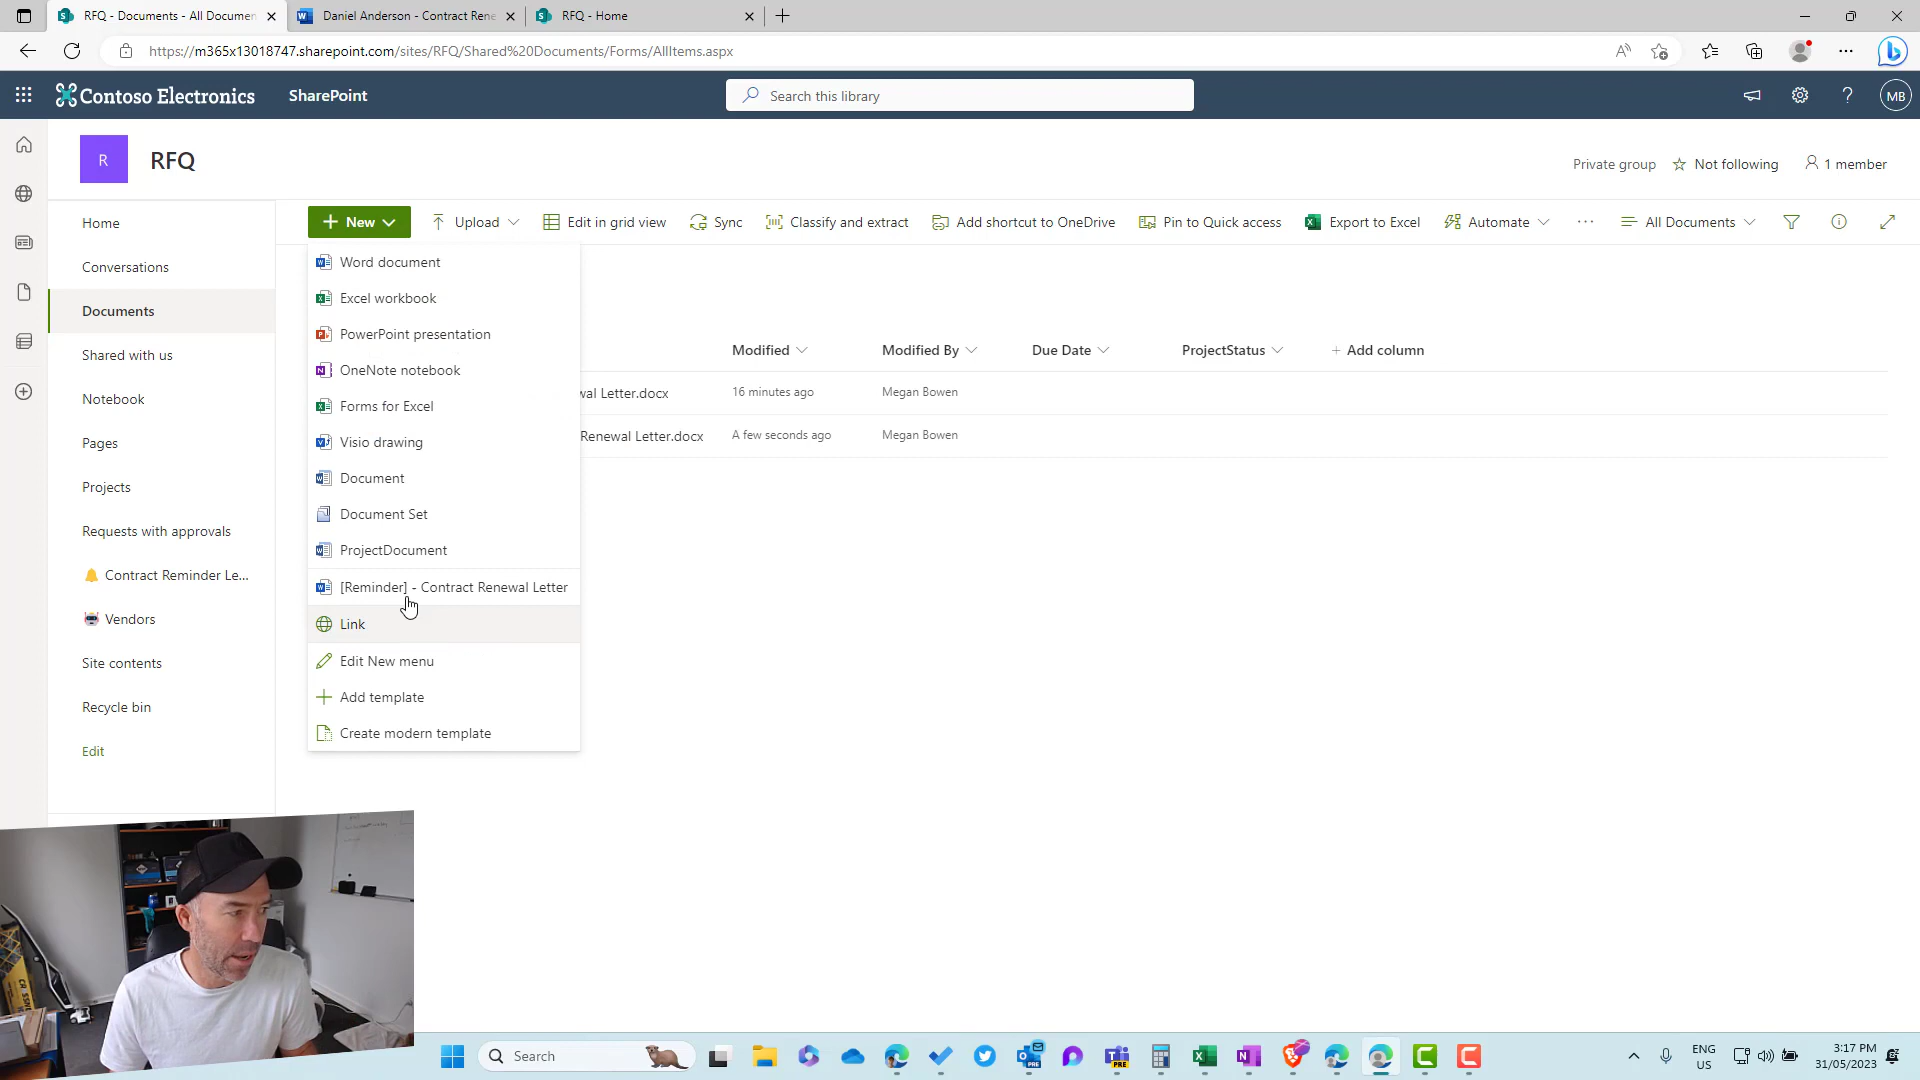 RFQ - Documents - All Documen
Daniel Anderson - Contract Rene
RFQ - Home
https://m365x13018747.sharepoint.com/sites/RFQ/Shared%20Documents/Forms/AllItems.aspx
Contoso Electronics
SharePoint
Search this library
MB
R
RFQ
Private group
Not following
1 member
Home
Conversations
Documents
Shared with us
Notebook
Pages
Projects
Requests with approvals
Contract Reminder Le...
Vendors
Site contents
Recycle bin
Edit
New
Upload
Edit in grid view
Sync
Classify and extract
Add shortcut to OneDrive
Pin to Quick access
Export to Excel
Automate
All Documents
Word document
Excel workbook
PowerPoint presentation
OneNote notebook
Forms for Excel
Visio drawing
Document
Document Set
ProjectDocument
[Reminder] - Contract Renewal Letter
Link
Edit New menu
Add template
Create modern template
Modified
Modified By
Due Date
ProjectStatus
Add column
wal Letter.docx
16 minutes ago
Megan Bowen
Renewal Letter.docx
A few seconds ago
Megan Bowen
Search
ENG
US
3:17 PM
31/05/2023